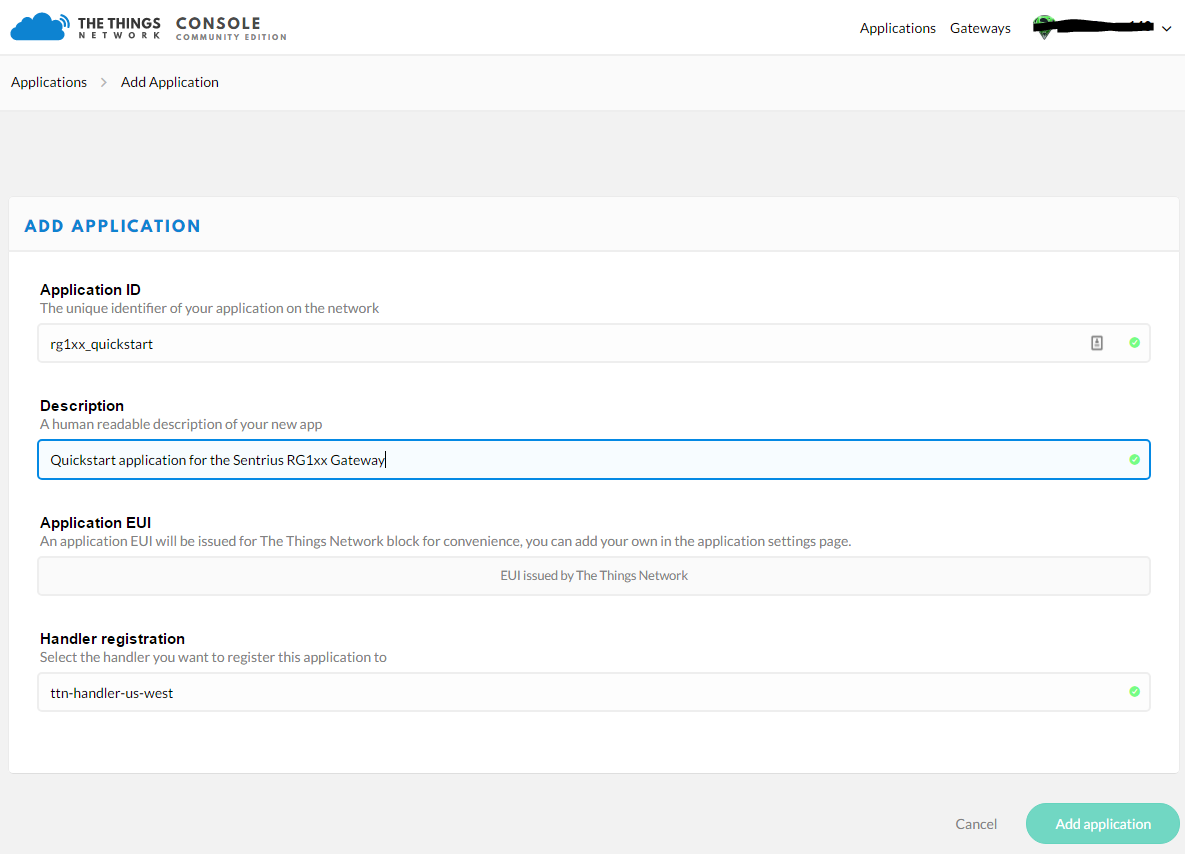 THE THINGS
NETWORK
CONSOLE
COMMUNITY EDITION
Applications Gateways
Applications Add Application
ADD APPLICATION
Application ID
The unique identifier of your application on the network
rg1xx_quickstart
Description
A human readable description of your new app
Quickstart application for the Sentrius RG1xx Gateway
Application EUI
An application EUI will be issued for The Things Network block for convenience, you can add your own in the application settings page.
EUI issued by The Things Network
Handler registration
Select the handler you want to register this application to
ttn-handler-us-west
Cancel Add application